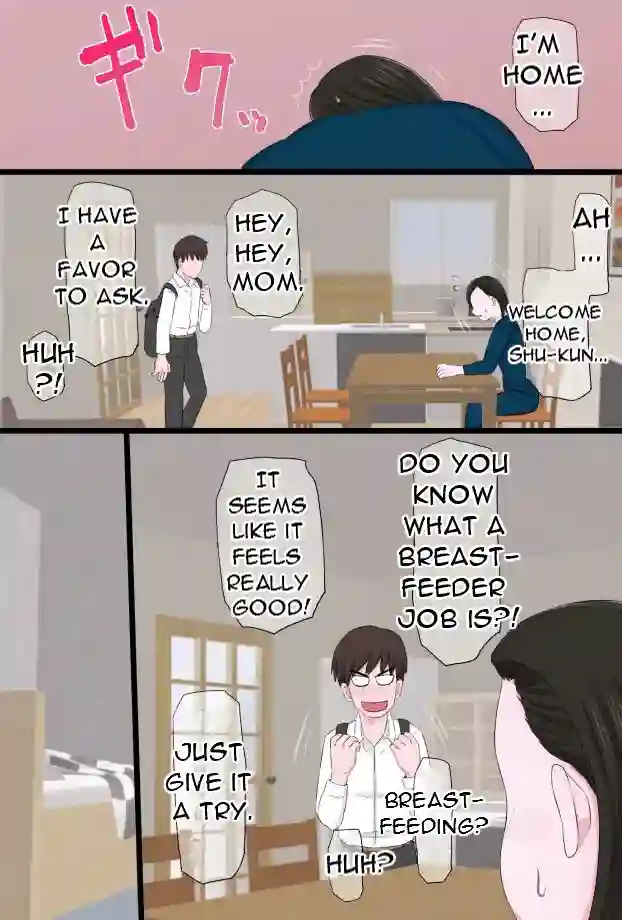 I'M
HOME
...
ギクッ
AH
...
WELCOME
HOME,
SHU-KUN...
HEY,
HEY,
MOM.
I HAVE
A
FAVOR
TO ASK.
HUH
?!
DO YOU
KNOW
WHAT A
BREAST-
FEEDER
JOB IS?!
IT
SEEMS
LIKE IT
FEELS
REALLY
GOOD!
BREAST-
FEEDING?
HUH?
JUST
GIVE IT
A TRY.